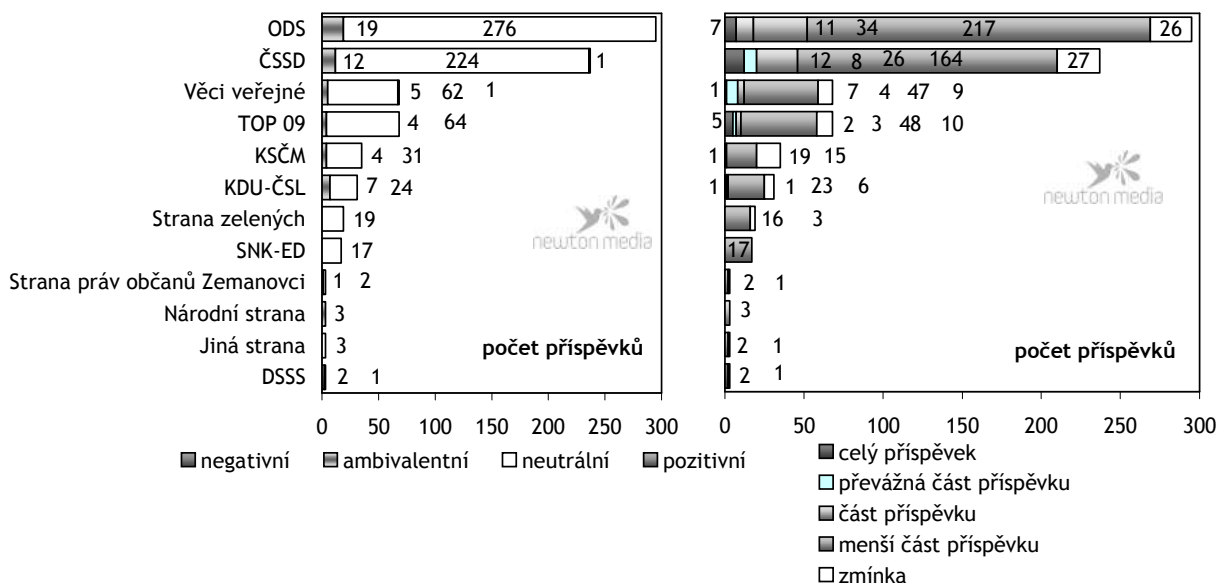 ODS 19 276 7 11 34 217 26
ČSSD 12 224 1 12 8 26 164 27
Věci veřejné 5 62 1 1 7 4 47 9
TOP 09 4 64 5 2 3 48 10
KSČM 4 31 1 19 15
KDU-ČSL 7 24 1 1 23 6
Strana zelených 19 16 3
newton media newton media
SNK-ED 17 17
Strana práv občanů Zemanovci 1 2 2 1
Národní strana 3 3
Jiná strana 3 počet příspěvků 2 1 počet příspěvků
DSSS 2 1 2 1
0 50 100 150 200 250 300 0 50 100 150 200 250 300
negativní ambivalentní neutrální pozitivní
celý příspěvek
převážná část příspěvku
část příspěvku
menší část příspěvku
zmínka